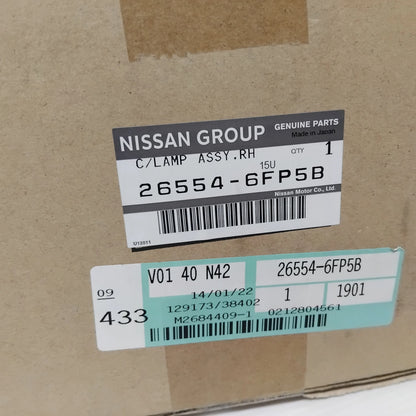 NISSAN GROUP GENUINE PARTS
Made in Japan
C/LAMP ASSY.RH QTY 1
15U
26554-6FP5B
Nissan Motor Co., Ltd.
U13511
V01 40 N42 26554-6FP5B
09 14/01/22 1 1901
433 129173/38402
M2684409-1 0212804561